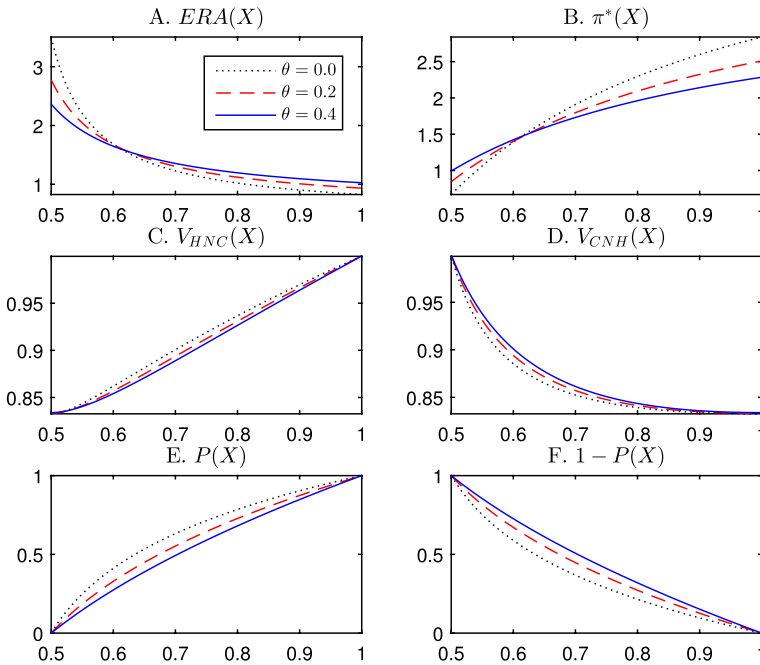 A. ERA(X)
3
2
1
0.5 0.6 0.7 0.8 0.9 1
θ = 0.0
θ = 0.2
θ = 0.4
B. π*(X)
2.5
2
1.5
1
0.5 0.6 0.7 0.8 0.9 1
C. V_HNC(X)
0.95
0.9
0.85
0.5 0.6 0.7 0.8 0.9 1
D. V_CNH(X)
0.95
0.9
0.85
0.5 0.6 0.7 0.8 0.9 1
E. P(X)
1
0.5
0
0.5 0.6 0.7 0.8 0.9 1
F. 1 − P(X)
1
0.5
0
0.5 0.6 0.7 0.8 0.9 1